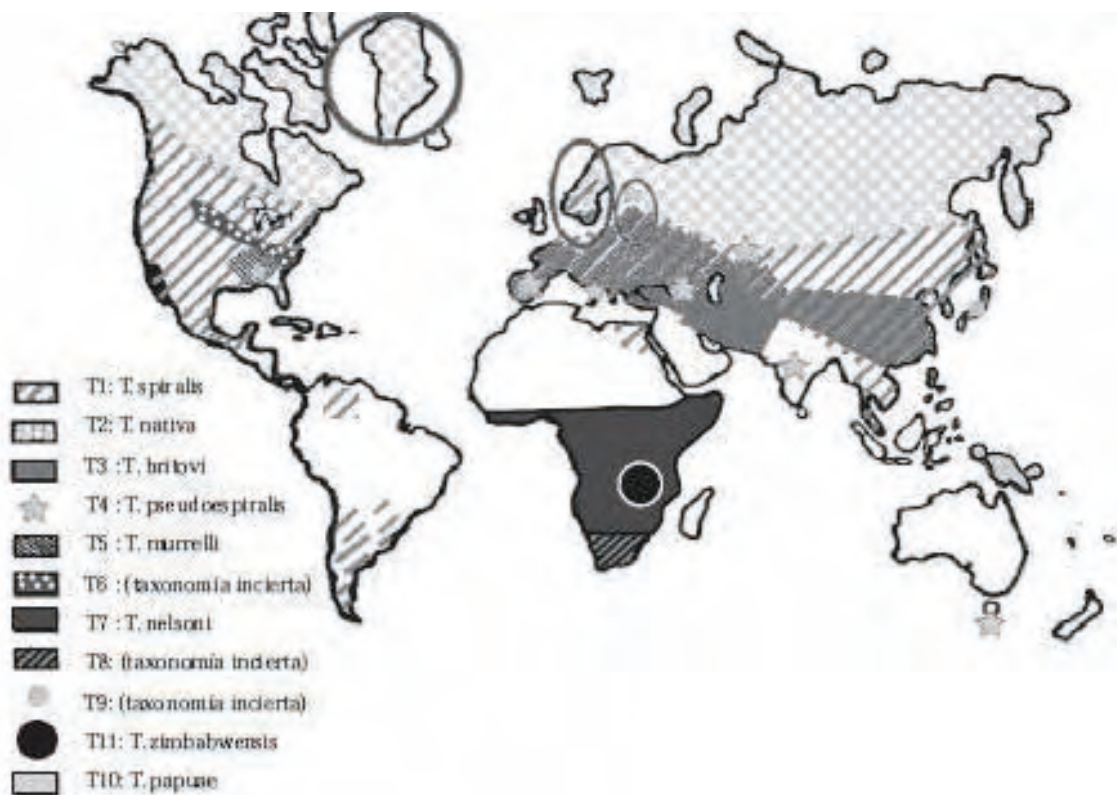 T1: T. spiralis
T2: T. nativa
T3 : T. britovi
T4 : T. pseudoespiralis
T5 : T. murrelli
T6 : (taxonomía incierta)
T7 : T. nelsoni
T8: (taxonomía incierta)
T9: (taxonomía incierta)
T11: T. zimbabwensis
T10: T. papuae